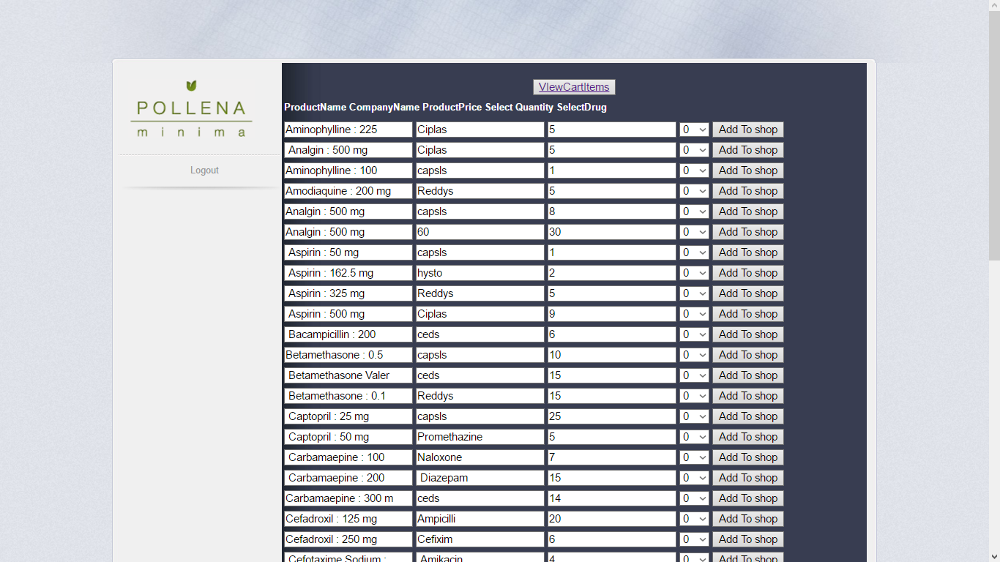 POLLENA
minima
Logout
VIewCartItems
ProductName CompanyName ProductPrice Select Quantity SelectDrug
Aminophylline : 225 Ciplas 5 0 Add To shop
Analgin : 500 mg Ciplas 5 0 Add To shop
Aminophylline : 100 capsls 1 0 Add To shop
Amodiaquine : 200 mg Reddys 5 0 Add To shop
Analgin : 500 mg capsls 8 0 Add To shop
Analgin : 500 mg 60 30 0 Add To shop
Aspirin : 50 mg capsls 1 0 Add To shop
Aspirin : 162.5 mg hysto 2 0 Add To shop
Aspirin : 325 mg Reddys 5 0 Add To shop
Aspirin : 500 mg Ciplas 9 0 Add To shop
Bacampicillin : 200 ceds 6 0 Add To shop
Betamethasone : 0.5 capsls 10 0 Add To shop
Betamethasone Valer ceds 15 0 Add To shop
Betamethasone : 0.1 Reddys 15 0 Add To shop
Captopril : 25 mg capsls 25 0 Add To shop
Captopril : 50 mg Promethazine 5 0 Add To shop
Carbamaepine : 100 Naloxone 7 0 Add To shop
Carbamaepine : 200 Diazepam 15 0 Add To shop
Carbamaepine : 300 m ceds 14 0 Add To shop
Cefadroxil : 125 mg Ampicilli 20 0 Add To shop
Cefadroxil : 250 mg Cefixim 6 0 Add To shop
Cefotaxime Sodium : Amikacin 4 0 Add To shop